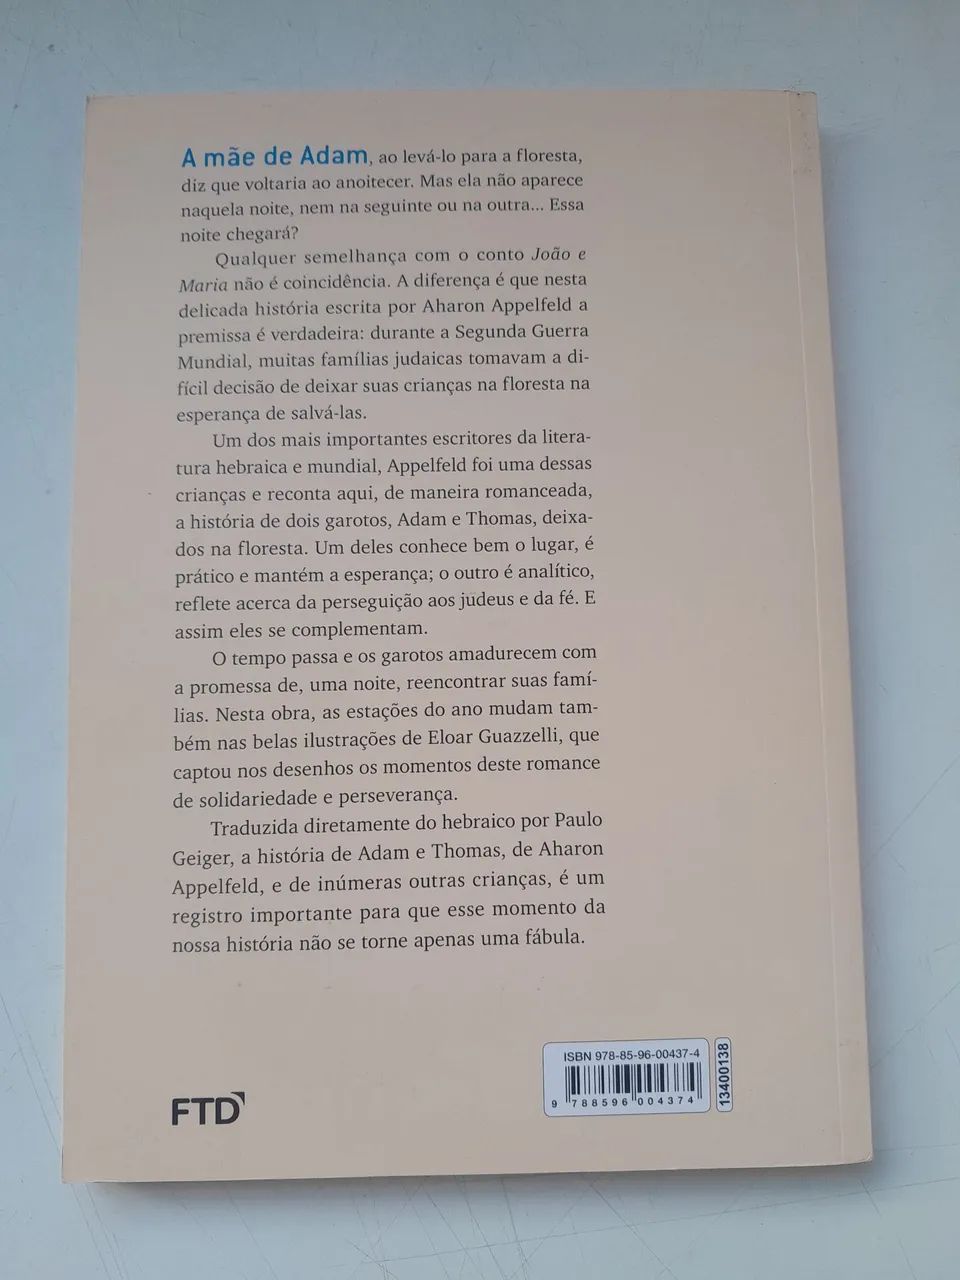 A mãe de Adam, ao levá-lo para a floresta,
diz que voltaria ao anoitecer. Mas ela não aparece
naquela noite, nem na seguinte ou na outra... Essa
noite chegará?
Qualquer semelhança com o conto João e
Maria não é coincidência. A diferença é que nesta
delicada história escrita por Aharon Appelfeld a
premissa é verdadeira: durante a Segunda Guerra
Mundial, muitas famílias judaicas tomavam a di-
fícil decisão de deixar suas crianças na floresta na
esperança de salvá-las.
Um dos mais importantes escritores da litera-
tura hebraica e mundial, Appelfeld foi uma dessas
crianças e reconta aqui, de maneira romanceada,
a história de dois garotos, Adam e Thomas, deixa-
dos na floresta. Um deles conhece bem o lugar, é
prático e mantém a esperança; o outro é analítico,
reflete acerca da perseguição aos judeus e da fé. E
assim eles se complementam.
O tempo passa e os garotos amadurecem com
a promessa de, uma noite, reencontrar suas famí-
lias. Nesta obra, as estações do ano mudam tam-
bém nas belas ilustrações de Eloar Guazzelli, que
captou nos desenhos os momentos deste romance
de solidariedade e perseverança.
Traduzida diretamente do hebraico por Paulo
Geiger, a história de Adam e Thomas, de Aharon
Appelfeld, e de inúmeras outras crianças, é um
registro importante para que esse momento da
nossa história não se torne apenas uma fábula.
ISBN 978-85-96-00437-4
9 788596 004374
13400138
FTD